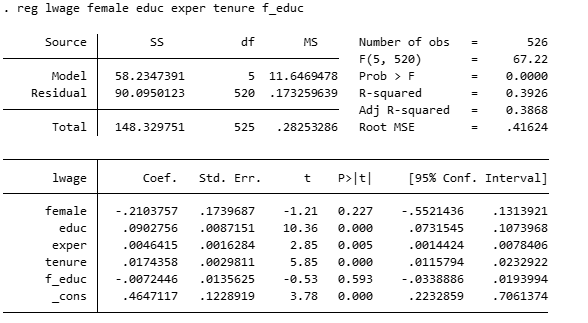 . reg lwage female educ exper tenure f_educ
Source SS df MS Number of obs = 526
F(5, 520) = 67.22
Model 58.2347391 5 11.6469478 Prob > F = 0.0000
Residual 90.0950123 520 .173259639 R-squared = 0.3926
Adj R-squared = 0.3868
Total 148.329751 525 .28253286 Root MSE = .41624
lwage Coef. Std. Err. t P>|t| [95% Conf. Interval]
female -.2103757 .1739687 -1.21 0.227 -.5521436 .1313921
educ .0902756 .0087151 10.36 0.000 .0731545 .1073968
exper .0046415 .0016284 2.85 0.005 .0014424 .0078406
tenure .0174358 .0029811 5.85 0.000 .0115794 .0232922
f_educ -.0072446 .0135625 -0.53 0.593 -.0338886 .0193994
_cons .4647117 .1228919 3.78 0.000 .2232859 .7061374